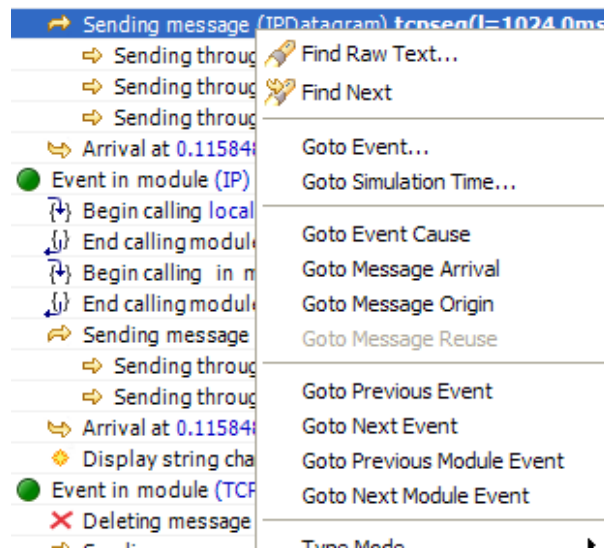 Sending message (IPDatagram) tcpseg(l=1024,0ms
Sending throug
Sending throug
Sending throug
Arrival at 0.11584
Event in module (IP)
Begin calling local
End calling module
Begin calling in m
End calling module
Sending message
Sending throug
Sending throug
Arrival at 0.11584
Display string cha
Event in module (TCP
Deleting message
Find Raw Text...
Find Next
Goto Event...
Goto Simulation Time...
Goto Event Cause
Goto Message Arrival
Goto Message Origin
Goto Message Reuse
Goto Previous Event
Goto Next Event
Goto Previous Module Event
Goto Next Module Event
Type Mode